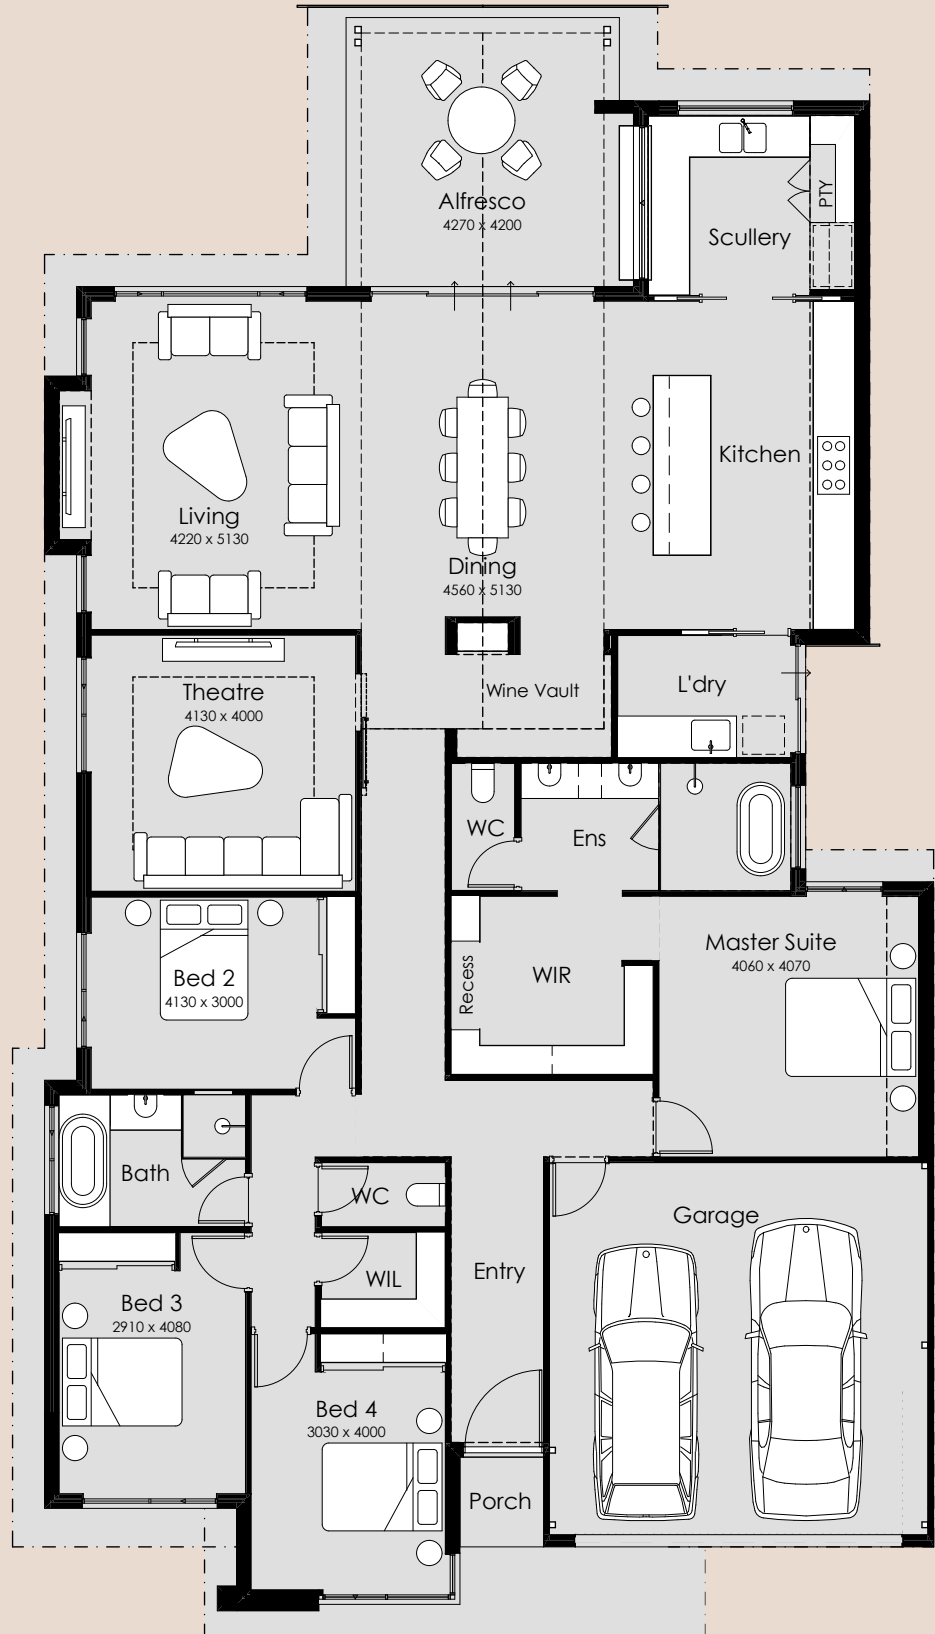 Alfresco
4270 x 4200
PTY
Scullery
Kitchen
Living
4220 x 5130
Dining
4560 x 5130
Theatre
4130 x 4000
Wine Vault
L'dry
WC
Ens
Bed 2
4130 x 3000
Recess
WIR
Master Suite
4060 x 4070
Bath
WC
Garage
WIL
Entry
Bed 3
2910 x 4080
Bed 4
3030 x 4000
Porch